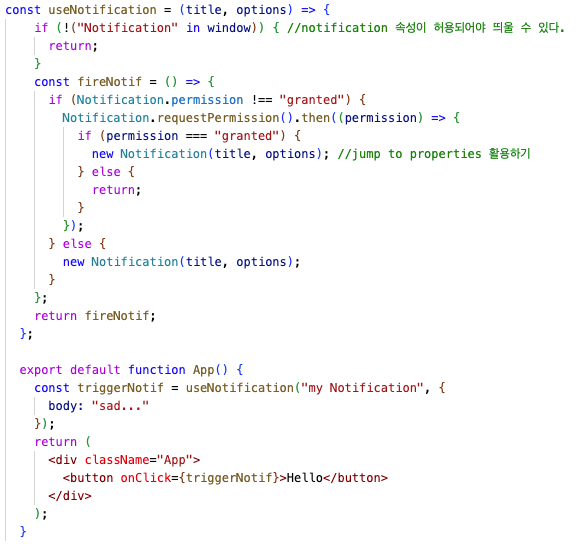 const useNotification = (title, options) => {
if (!("Notification" in window)) { //notification 속성이 허용되어야 띄울 수 있다.
return;
}
const fireNotif = () => {
if (Notification.permission !== "granted") {
Notification.requestPermission().then((permission) => {
if (permission === "granted") {
new Notification(title, options); //jump to properties 활용하기
} else {
return;
}
});
} else {
new Notification(title, options);
}
};
return fireNotif;
};
export default function App() {
const triggerNotif = useNotification("my Notification", {
body: "sad..."
});
return (
<div className="App">
<button onClick={triggerNotif}>Hello</button>
</div>
);
}